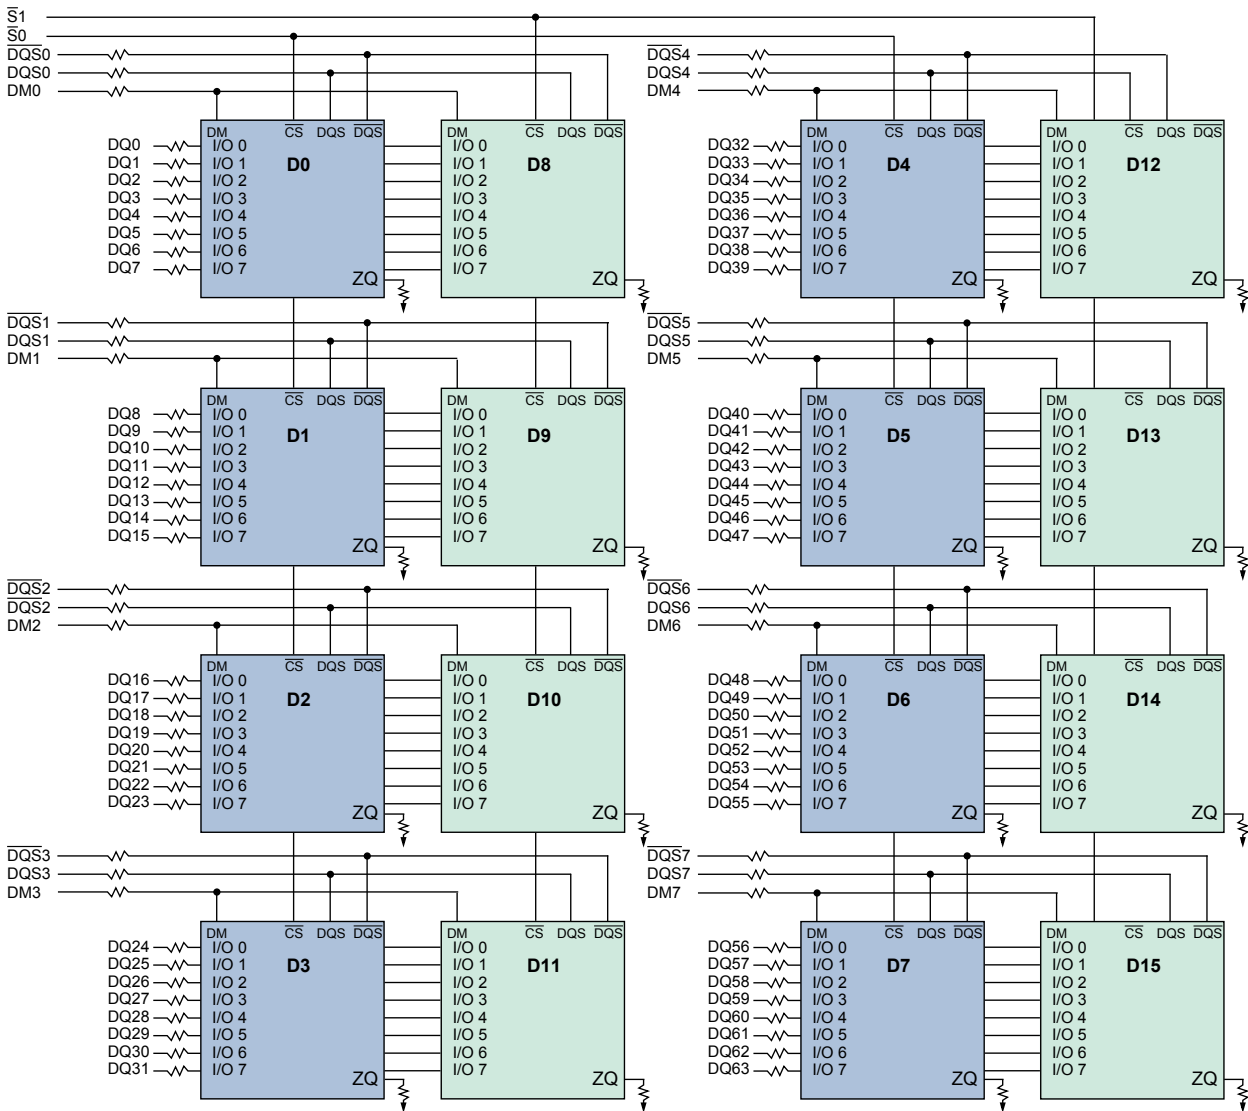 S1
S0
DQS0
DQS0
DM0
DM CS DQS DQS
DQ0 I/O 0
DQ1 I/O 1
DQ2 I/O 2
DQ3 I/O 3
DQ4 I/O 4
DQ5 I/O 5
DQ6 I/O 6
DQ7 I/O 7
D0
ZQ
DM CS DQS DQS
I/O 0
I/O 1
I/O 2
I/O 3
I/O 4
I/O 5
I/O 6
I/O 7
D8
ZQ
DQS4
DQS4
DM4
DM CS DQS DQS
DQ32 I/O 0
DQ33 I/O 1
DQ34 I/O 2
DQ35 I/O 3
DQ36 I/O 4
DQ37 I/O 5
DQ38 I/O 6
DQ39 I/O 7
D4
ZQ
DM CS DQS DQS
I/O 0
I/O 1
I/O 2
I/O 3
I/O 4
I/O 5
I/O 6
I/O 7
D12
ZQ
DQS1
DQS1
DM1
DM CS DQS DQS
DQ8 I/O 0
DQ9 I/O 1
DQ10 I/O 2
DQ11 I/O 3
DQ12 I/O 4
DQ13 I/O 5
DQ14 I/O 6
DQ15 I/O 7
D1
ZQ
DM CS DQS DQS
I/O 0
I/O 1
I/O 2
I/O 3
I/O 4
I/O 5
I/O 6
I/O 7
D9
ZQ
DQS5
DQS5
DM5
DM CS DQS DQS
DQ40 I/O 0
DQ41 I/O 1
DQ42 I/O 2
DQ43 I/O 3
DQ44 I/O 4
DQ45 I/O 5
DQ46 I/O 6
DQ47 I/O 7
D5
ZQ
DM CS DQS DQS
I/O 0
I/O 1
I/O 2
I/O 3
I/O 4
I/O 5
I/O 6
I/O 7
D13
ZQ
DQS2
DQS2
DM2
DM CS DQS DQS
DQ16 I/O 0
DQ17 I/O 1
DQ18 I/O 2
DQ19 I/O 3
DQ20 I/O 4
DQ21 I/O 5
DQ22 I/O 6
DQ23 I/O 7
D2
ZQ
DM CS DQS DQS
I/O 0
I/O 1
I/O 2
I/O 3
I/O 4
I/O 5
I/O 6
I/O 7
D10
ZQ
DQS6
DQS6
DM6
DM CS DQS DQS
DQ48 I/O 0
DQ49 I/O 1
DQ50 I/O 2
DQ51 I/O 3
DQ52 I/O 4
DQ53 I/O 5
DQ54 I/O 6
DQ55 I/O 7
D6
ZQ
DM CS DQS DQS
I/O 0
I/O 1
I/O 2
I/O 3
I/O 4
I/O 5
I/O 6
I/O 7
D14
ZQ
DQS3
DQS3
DM3
DM CS DQS DQS
DQ24 I/O 0
DQ25 I/O 1
DQ26 I/O 2
DQ27 I/O 3
DQ28 I/O 4
DQ29 I/O 5
DQ30 I/O 6
DQ31 I/O 7
D3
ZQ
DM CS DQS DQS
I/O 0
I/O 1
I/O 2
I/O 3
I/O 4
I/O 5
I/O 6
I/O 7
D11
ZQ
DQS7
DQS7
DM7
DM CS DQS DQS
DQ56 I/O 0
DQ57 I/O 1
DQ58 I/O 2
DQ59 I/O 3
DQ60 I/O 4
DQ61 I/O 5
DQ62 I/O 6
DQ63 I/O 7
D7
ZQ
DM CS DQS DQS
I/O 0
I/O 1
I/O 2
I/O 3
I/O 4
I/O 5
I/O 6
I/O 7
D15
ZQ